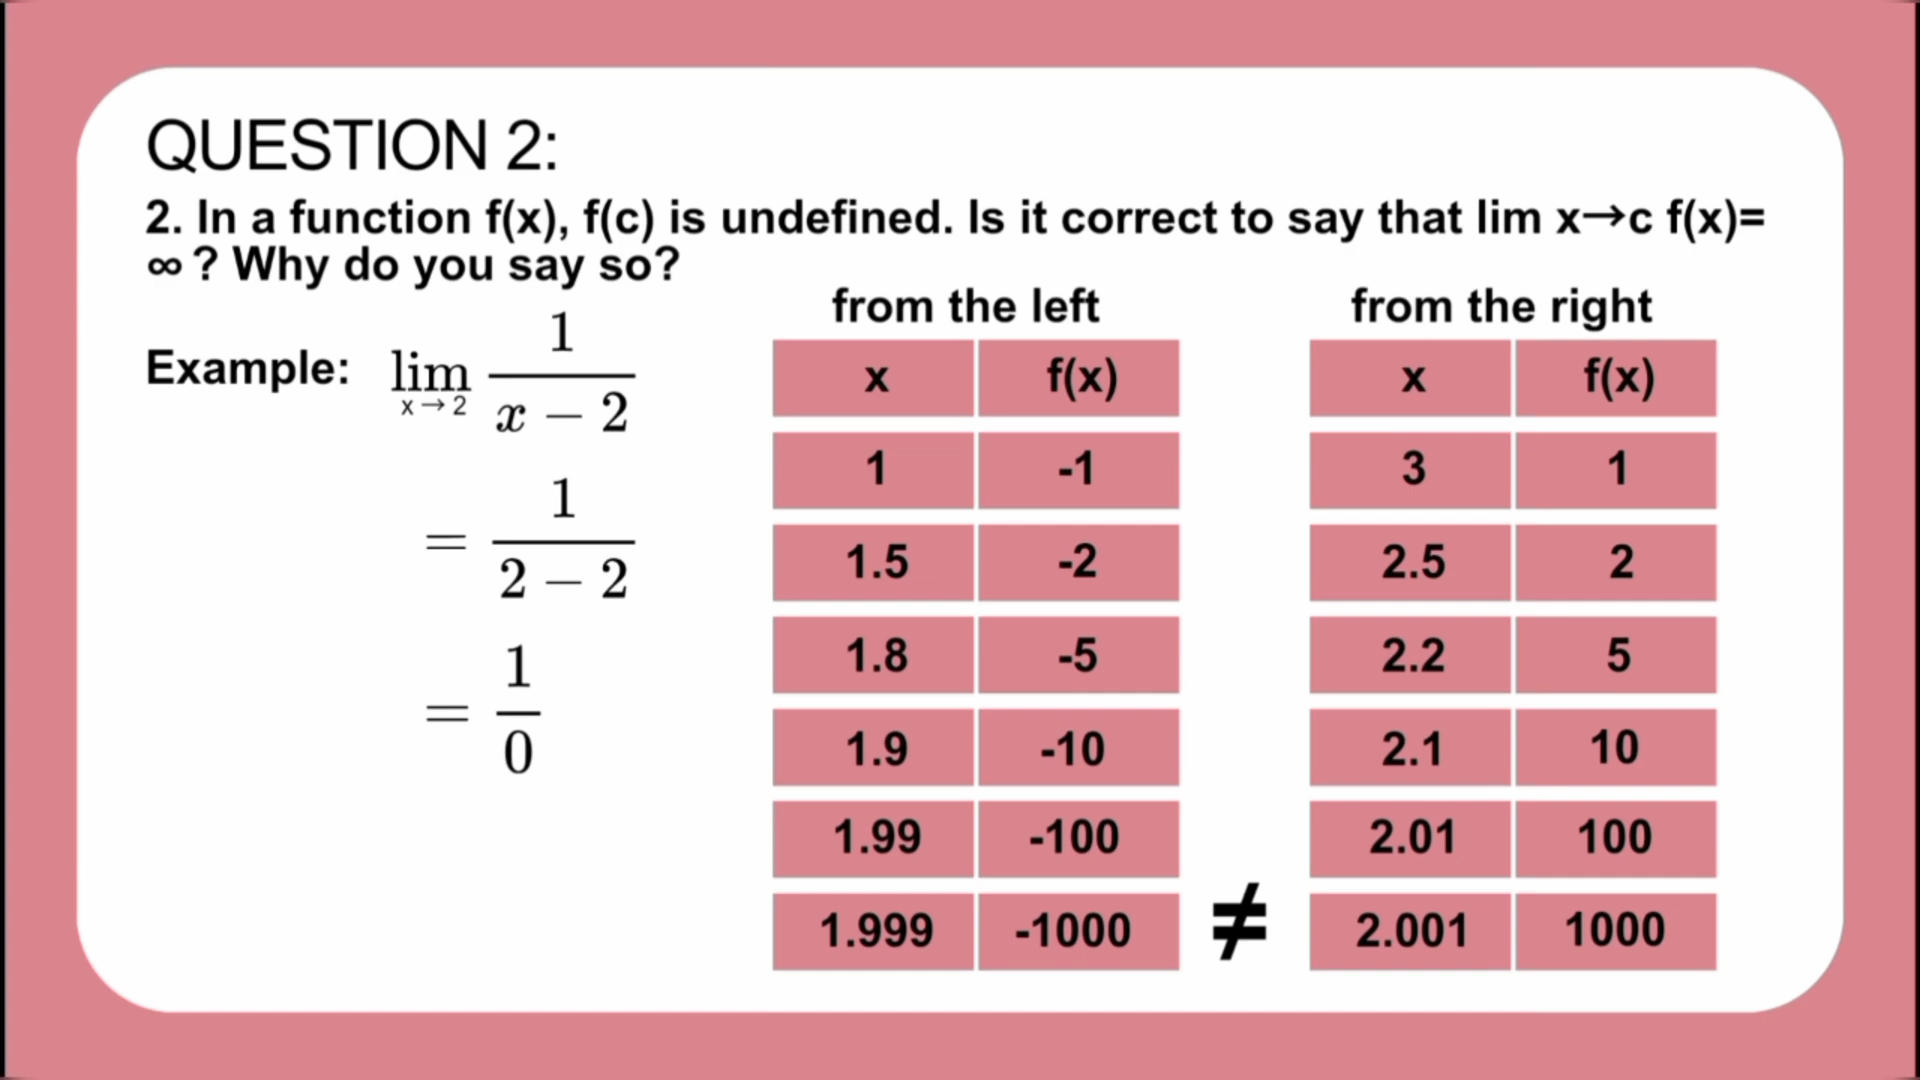 QUESTION 2:
2. In a function f(x), f(c) is undefined. Is it correct to say that lim x→c f(x)=
∞ ? Why do you say so?
Example: lim x→2 1/(x − 2)
= 1/(2 − 2)
= 1/0
from the left
x f(x)
1 -1
1.5 -2
1.8 -5
1.9 -10
1.99 -100
1.999 -1000
≠
from the right
x f(x)
3 1
2.5 2
2.2 5
2.1 10
2.01 100
2.001 1000